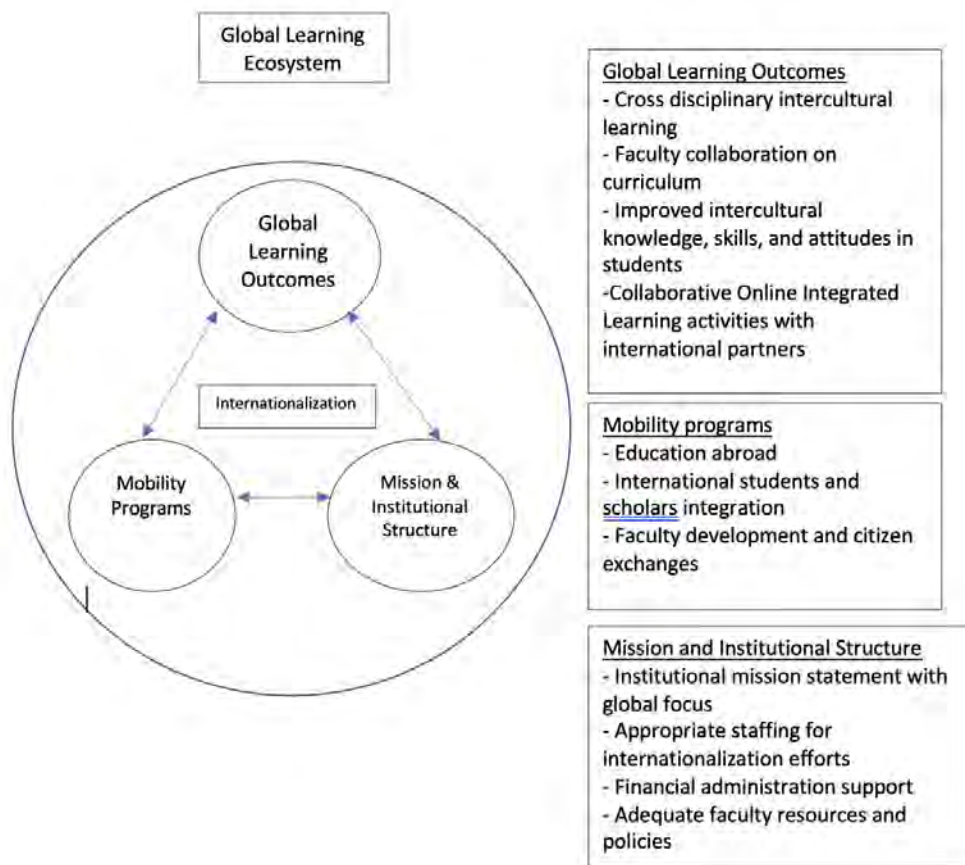 Global Learning
Ecosystem
Global
Learning
Outcomes
Internationalization
Mobility
Programs
Mission &
Institutional
Structure
Global Learning Outcomes
- Cross disciplinary intercultural
learning
- Faculty collaboration on
curriculum
- Improved intercultural
knowledge, skills, and attitudes in
students
-Collaborative Online Integrated
Learning activities with
international partners
Mobility programs
- Education abroad
- International students and
scholars integration
- Faculty development and citizen
exchanges
Mission and Institutional Structure
- Institutional mission statement with
global focus
- Appropriate staffing for
internationalization efforts
- Financial administration support
- Adequate faculty resources and
policies